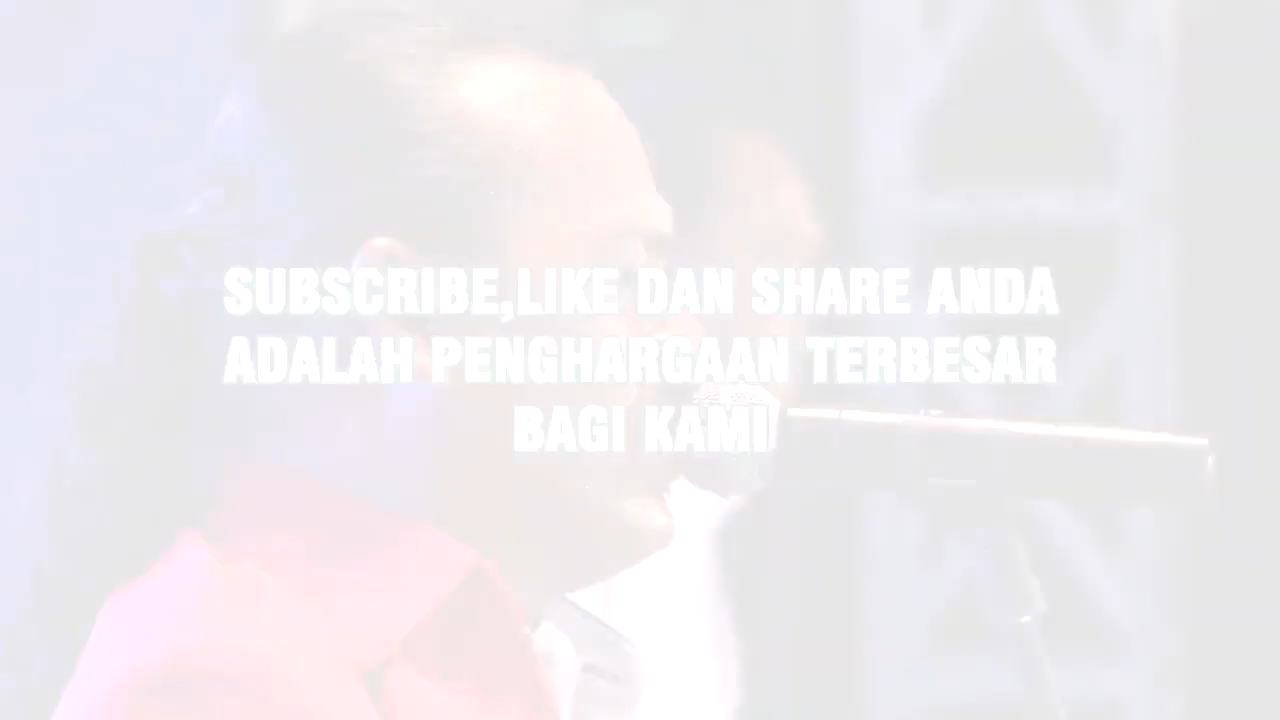 SUBSCRIBE,LIKE DAN SHARE ANDA
ADALAH PENGHARGAAN TERBESAR
BAGI KAMI